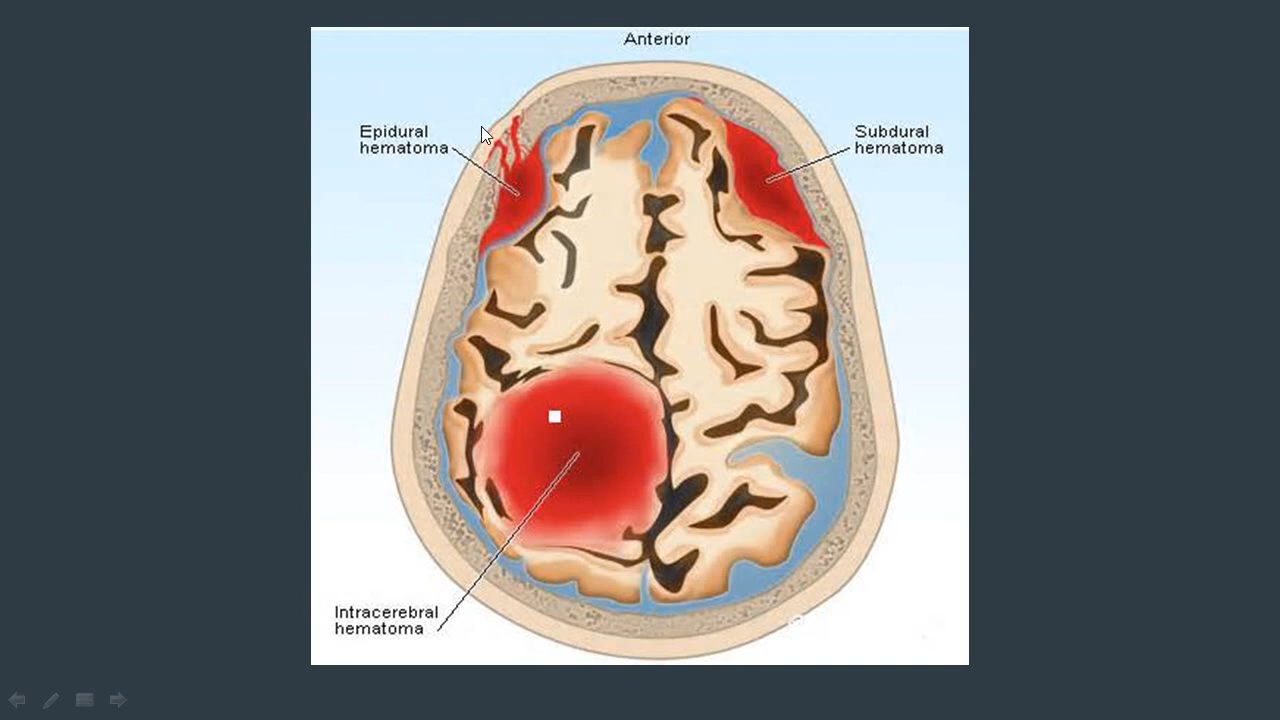 Anterior
Epidural
hematoma
Subdural
hematoma
Intracerebral
hematoma